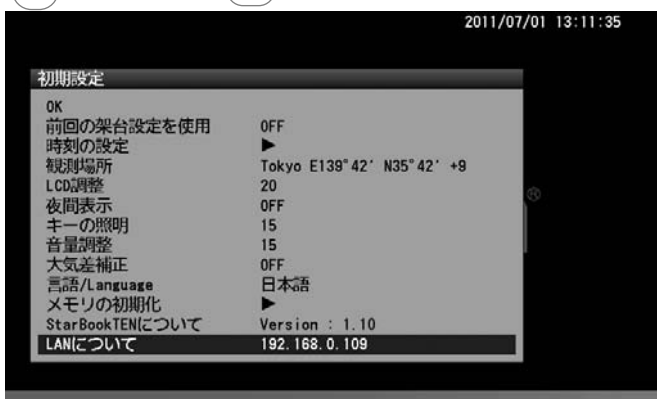 2011/07/01 13:11:35
初期設定
OK
前回の架台設定を使用 OFF
時刻の設定 ▶
観測場所 Tokyo E139°42′ N35°42′ +9
LCD調整 20
夜間表示 OFF
キーの照明 15
音量調整 15
大気差補正 OFF
言語/Language 日本語
メモリの初期化 ▶
StarBookTENについて Version : 1.10
LANについて 192.168.0.109
®